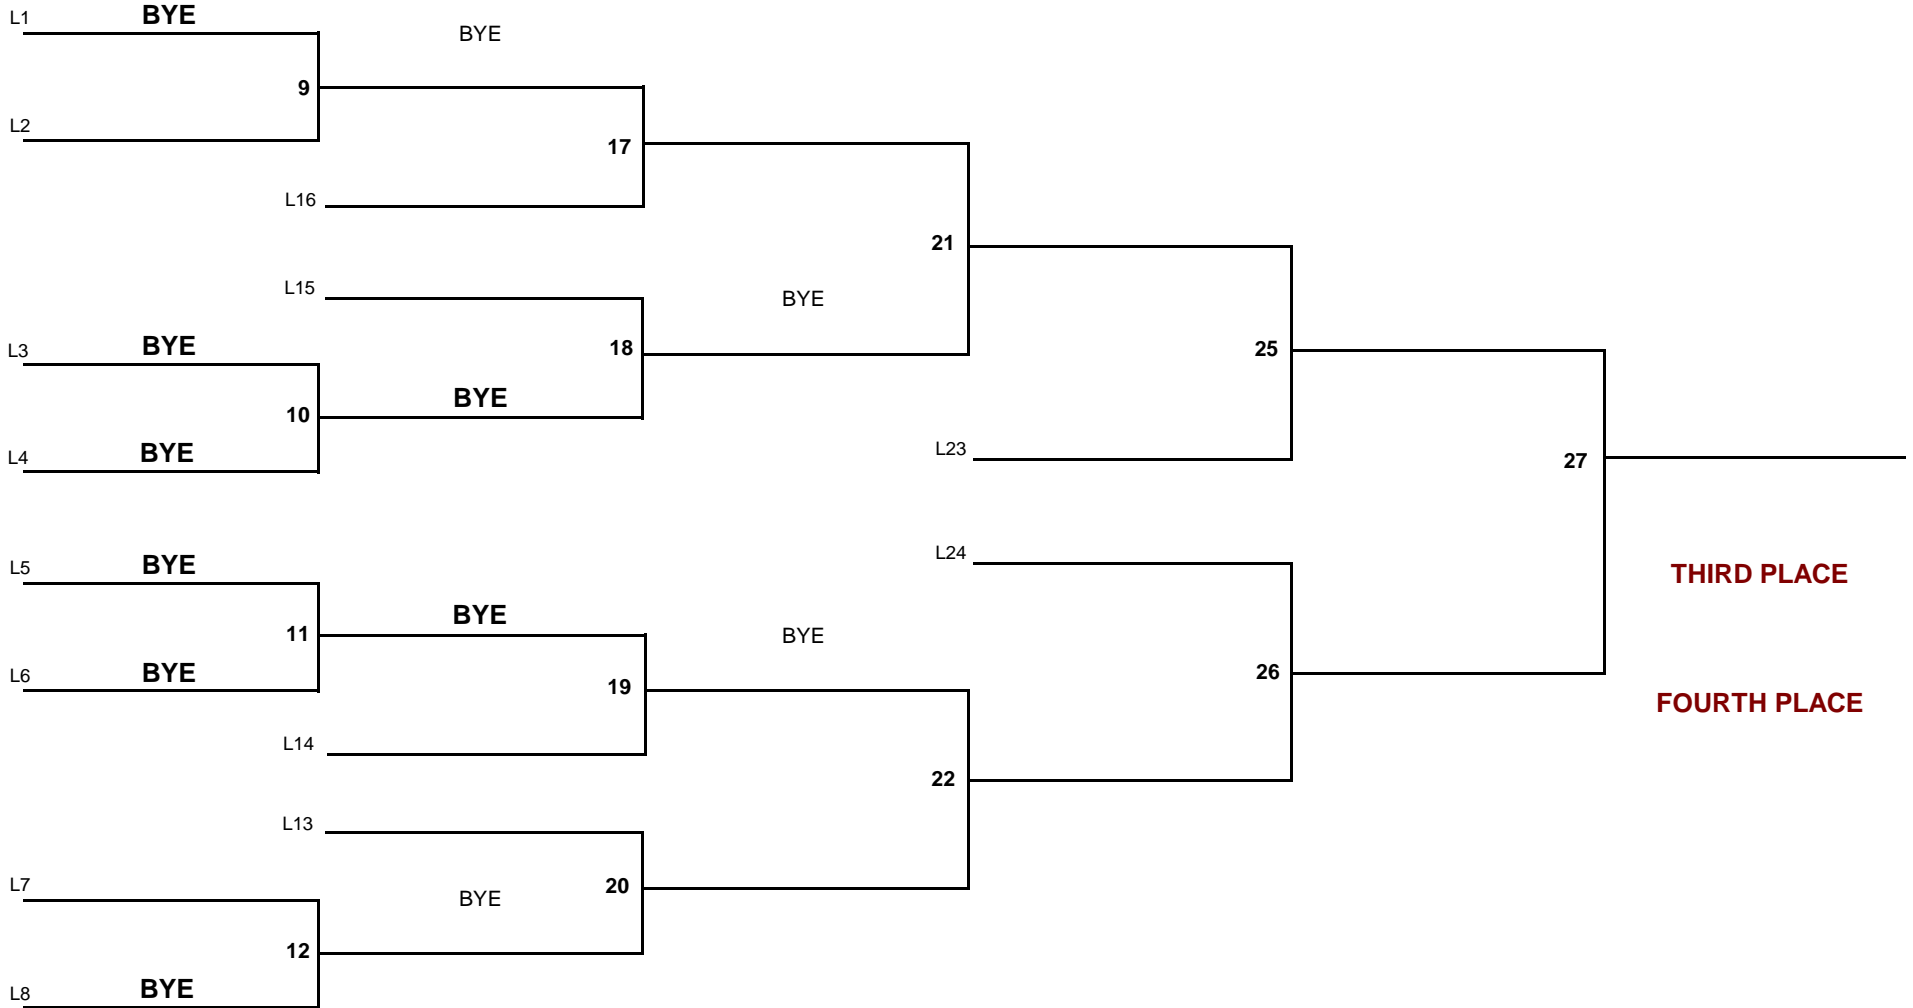 L1 BYE
BYE
9
L2
17
L16
21
L15
BYE
L3 BYE
18
25
BYE
10
L4 BYE
L23
27
L24
L5 BYE
THIRD PLACE
BYE
11
BYE
L6 BYE
26
19
FOURTH PLACE
L14
22
L13
L7
20
BYE
12
L8 BYE